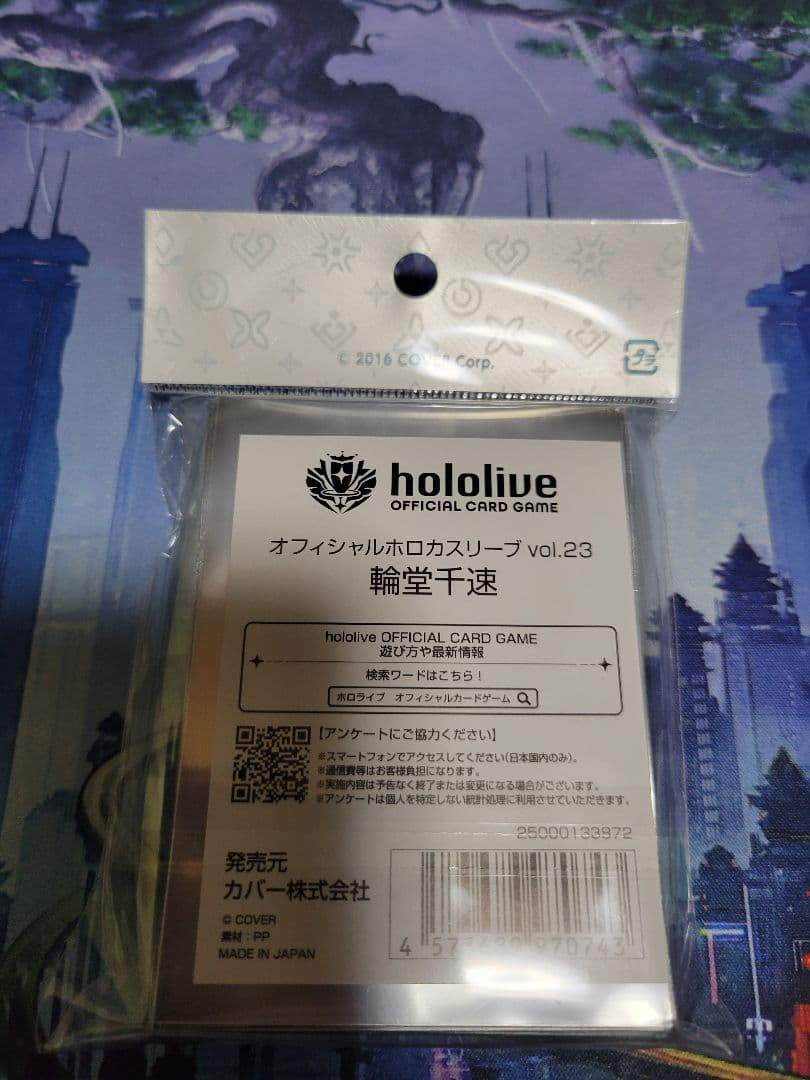 © 2016 COVER Corp.
プラ
hololive
OFFICIAL CARD GAME
オフィシャルホロカスリーブ vol.23
輪堂千速
hololive OFFICIAL CARD GAME
遊び方や最新情報
検索ワードはこちら！
ホロライブ オフィシャルカードゲーム
【アンケートにご協力ください】
※スマートフォンでアクセスしてください(日本国内のみ)。
※通信費等はお客様負担になります。
※実施内容は予告なく終了または変更になる場合がございます。
※アンケートは個人を特定しない統計処理に利用させていただきます。
25000133872
発売元
カバー株式会社
© COVER
素材：PP
MADE IN JAPAN